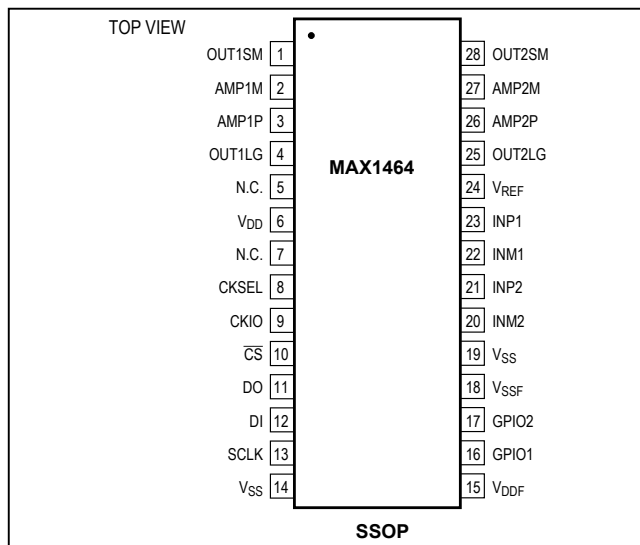 TOP VIEW
OUT1SM 1 28 OUT2SM
AMP1M 2 27 AMP2M
AMP1P 3 26 AMP2P
OUT1LG 4 25 OUT2LG
MAX1464
N.C. 5 24 VREF
VDD 6 23 INP1
N.C. 7 22 INM1
CKSEL 8 21 INP2
CKIO 9 20 INM2
C̅S̅ 10 19 VSS
DO 11 18 VSSF
DI 12 17 GPIO2
SCLK 13 16 GPIO1
VSS 14 15 VDDF
SSOP